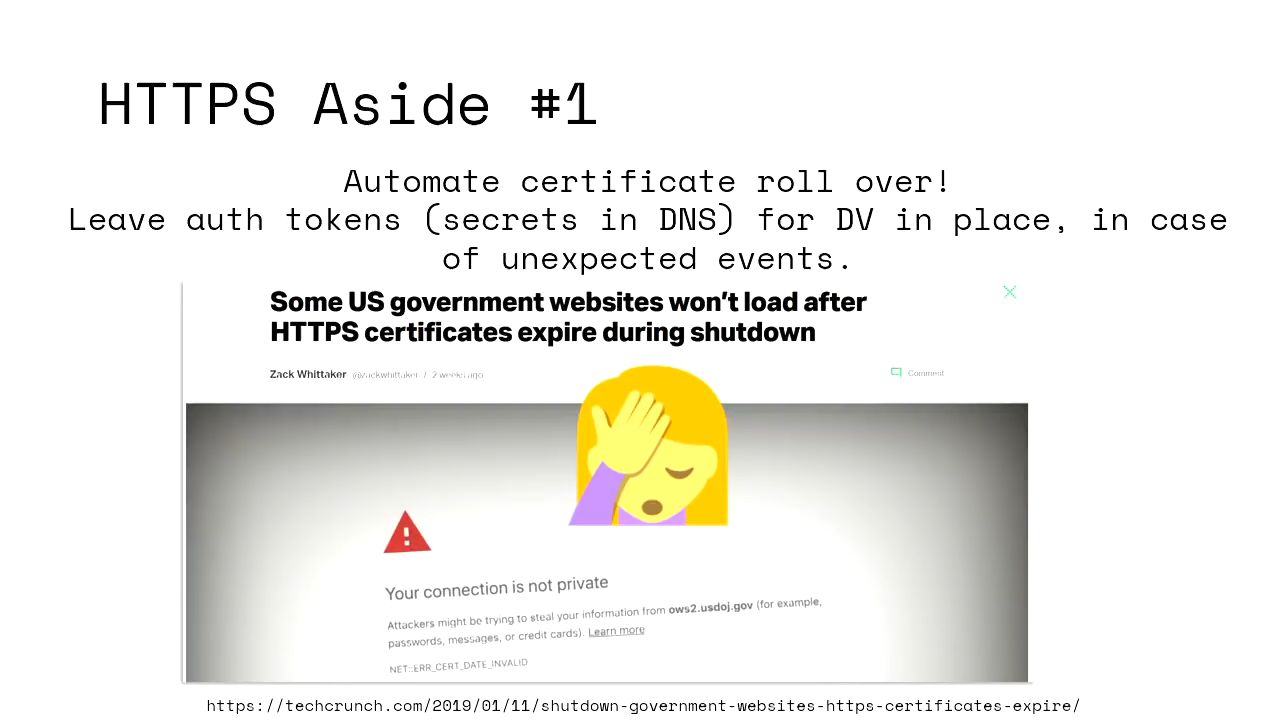 HTTPS Aside #1
Automate certificate roll over!
Leave auth tokens (secrets in DNS) for DV in place, in case
of unexpected events.
Some US government websites won't load after
HTTPS certificates expire during shutdown
Zack Whittaker @zackwhittaker / 2 weeks ago
Comment
Your connection is not private
Attackers might be trying to steal your information from ows2.usdoj.gov (for example,
passwords, messages, or credit cards). Learn more
NET::ERR_CERT_DATE_INVALID
https://techcrunch.com/2019/01/11/shutdown-government-websites-https-certificates-expire/